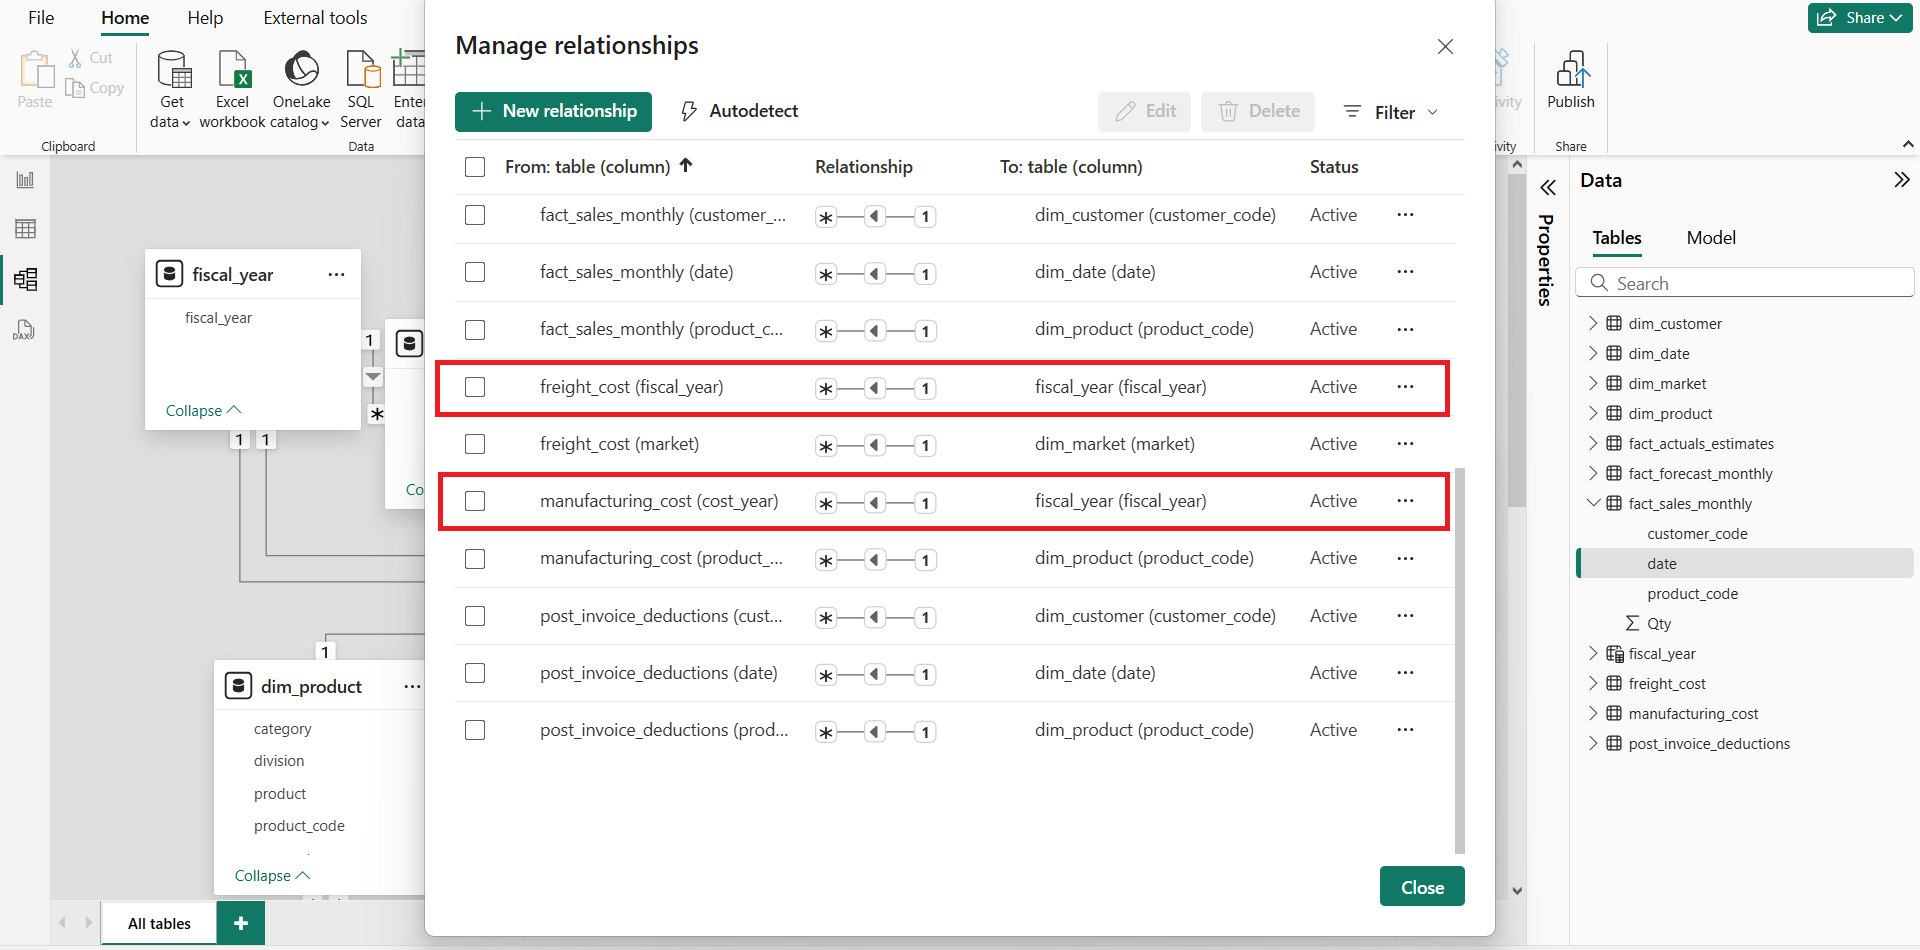 File
Home
Help
External tools
Share
Paste
Cut
Copy
Get
data
Excel
workbook
OneLake
catalog
SQL
Server
Enter
data
Publish
Clipboard
Data
Share
Manage relationships
New relationship
Autodetect
Edit
Delete
Filter
From: table (column)
Relationship
To: table (column)
Status
fact_sales_monthly (customer_...
* 1
dim_customer (customer_code)
Active
...
fact_sales_monthly (date)
* 1
dim_date (date)
Active
...
fact_sales_monthly (product_c...
* 1
dim_product (product_code)
Active
...
freight_cost (fiscal_year)
* 1
fiscal_year (fiscal_year)
Active
...
freight_cost (market)
* 1
dim_market (market)
Active
...
manufacturing_cost (cost_year)
* 1
fiscal_year (fiscal_year)
Active
...
manufacturing_cost (product_...
* 1
dim_product (product_code)
Active
...
post_invoice_deductions (cust...
* 1
dim_customer (customer_code)
Active
...
post_invoice_deductions (date)
* 1
dim_date (date)
Active
...
post_invoice_deductions (prod...
* 1
dim_product (product_code)
Active
...
Close
fiscal_year
...
fiscal_year
Collapse
1
*
1 1
1
dim_product
...
category
division
product
product_code
Collapse
DAX
All tables
+
Properties
Data
Tables
Model
Search
dim_customer
dim_date
dim_market
dim_product
fact_actuals_estimates
fact_forecast_monthly
fact_sales_monthly
customer_code
date
product_code
Σ Qty
fiscal_year
freight_cost
manufacturing_cost
post_invoice_deductions